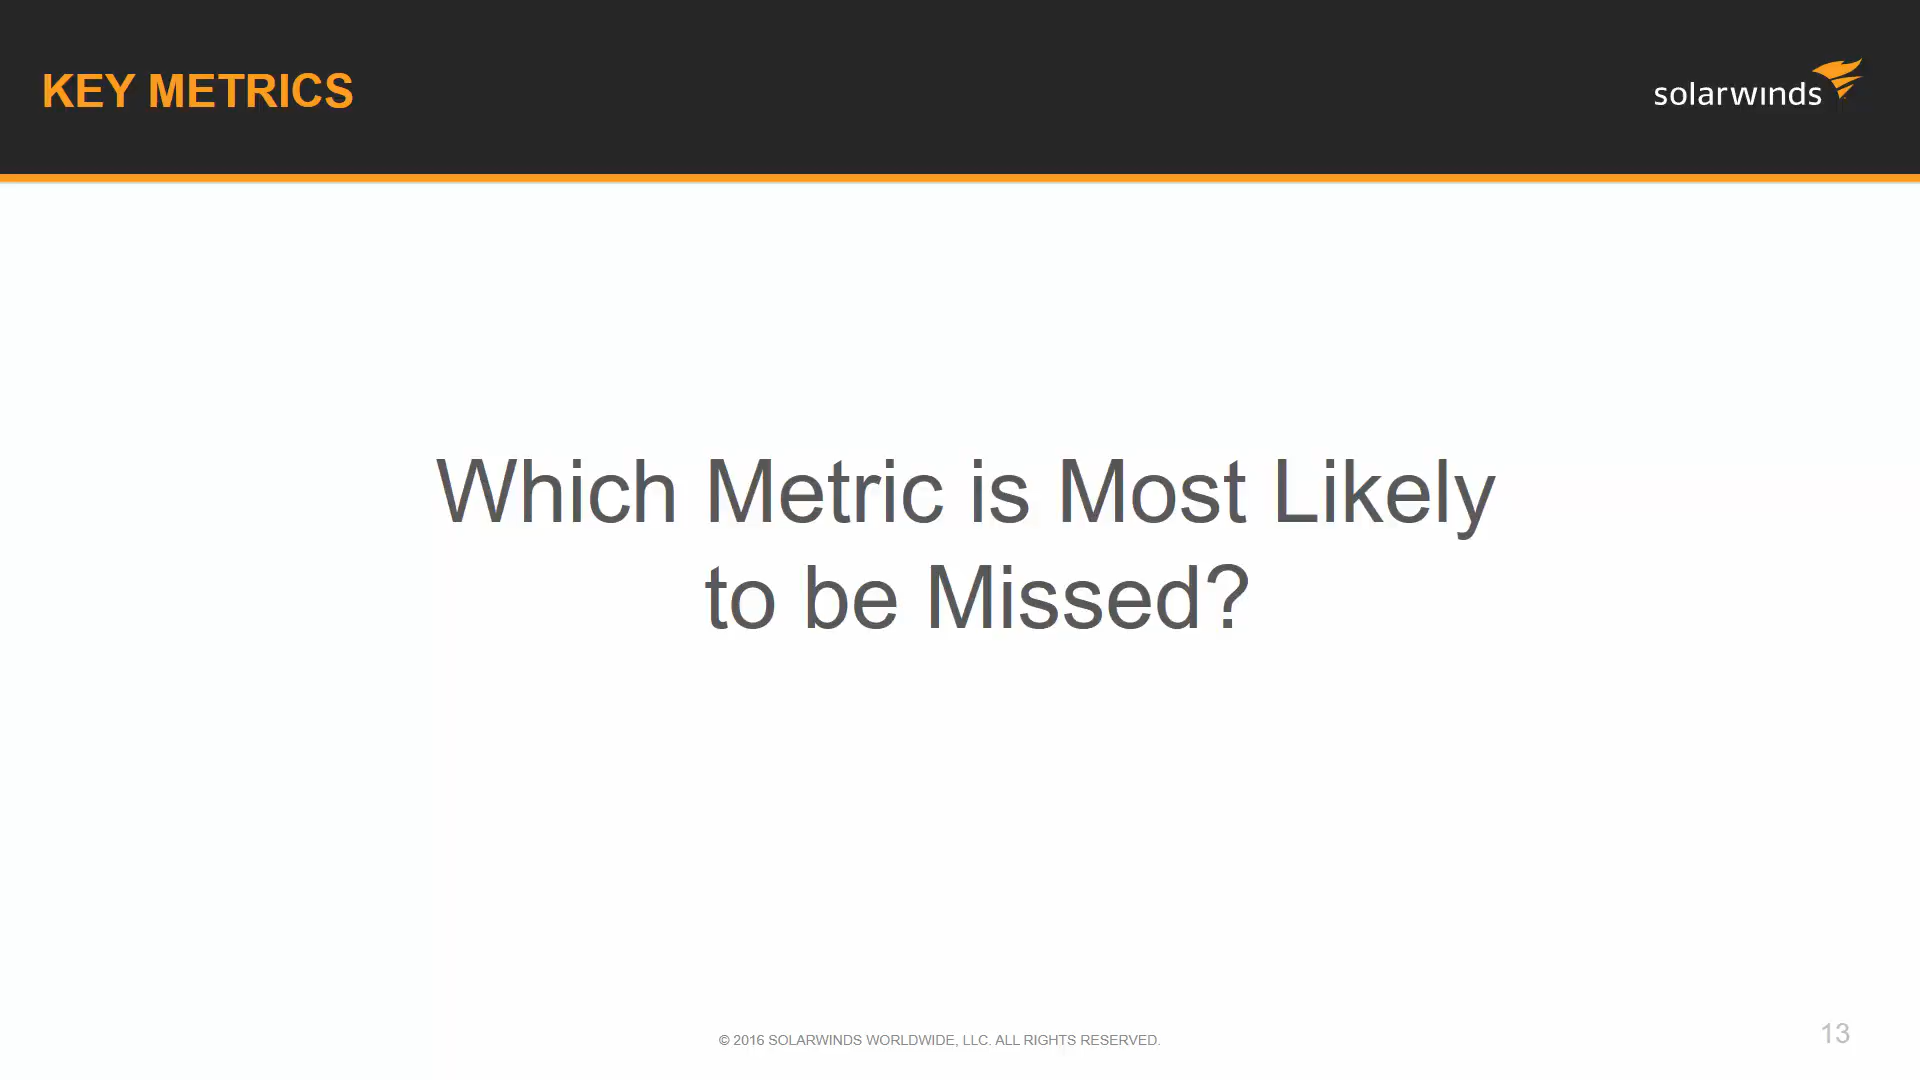 KEY METRICS
solarwinds
Which Metric is Most Likely
to be Missed?
© 2016 SOLARWINDS WORLDWIDE, LLC. ALL RIGHTS RESERVED.
13